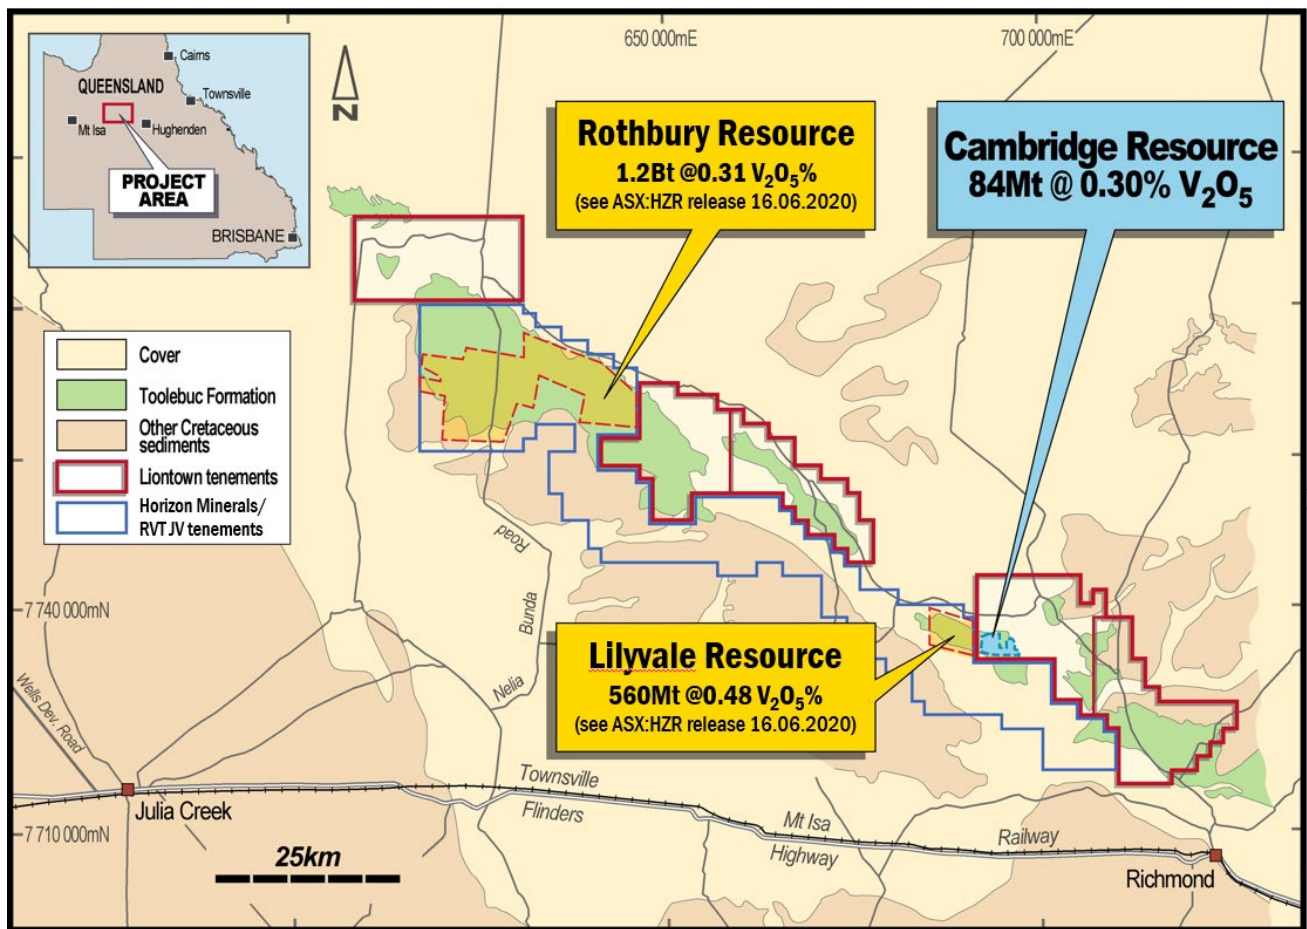 650 000mE
700 000mE
Cairns
QUEENSLAND
Townsville
Mt Isa
Hughenden
PROJECT
AREA
BRISBANE
N
Rothbury Resource
1.2Bt @0.31 V₂O₅%
(see ASX:HZR release 16.06.2020)
Cambridge Resource
84Mt @ 0.30% V₂O₅
Cover
Toolebuc Formation
Other Cretaceous
sediments
Liontown tenements
Horizon Minerals/
RVT JV tenements
Road
Bunda
Nelia
7 740 000mN
Lilyvale Resource
560Mt @0.48 V₂O₅%
(see ASX:HZR release 16.06.2020)
Wells Dev. Road
Julia Creek
Townsville
Flinders
Mt Isa
Highway
Railway
7 710 000mN
25km
Richmond